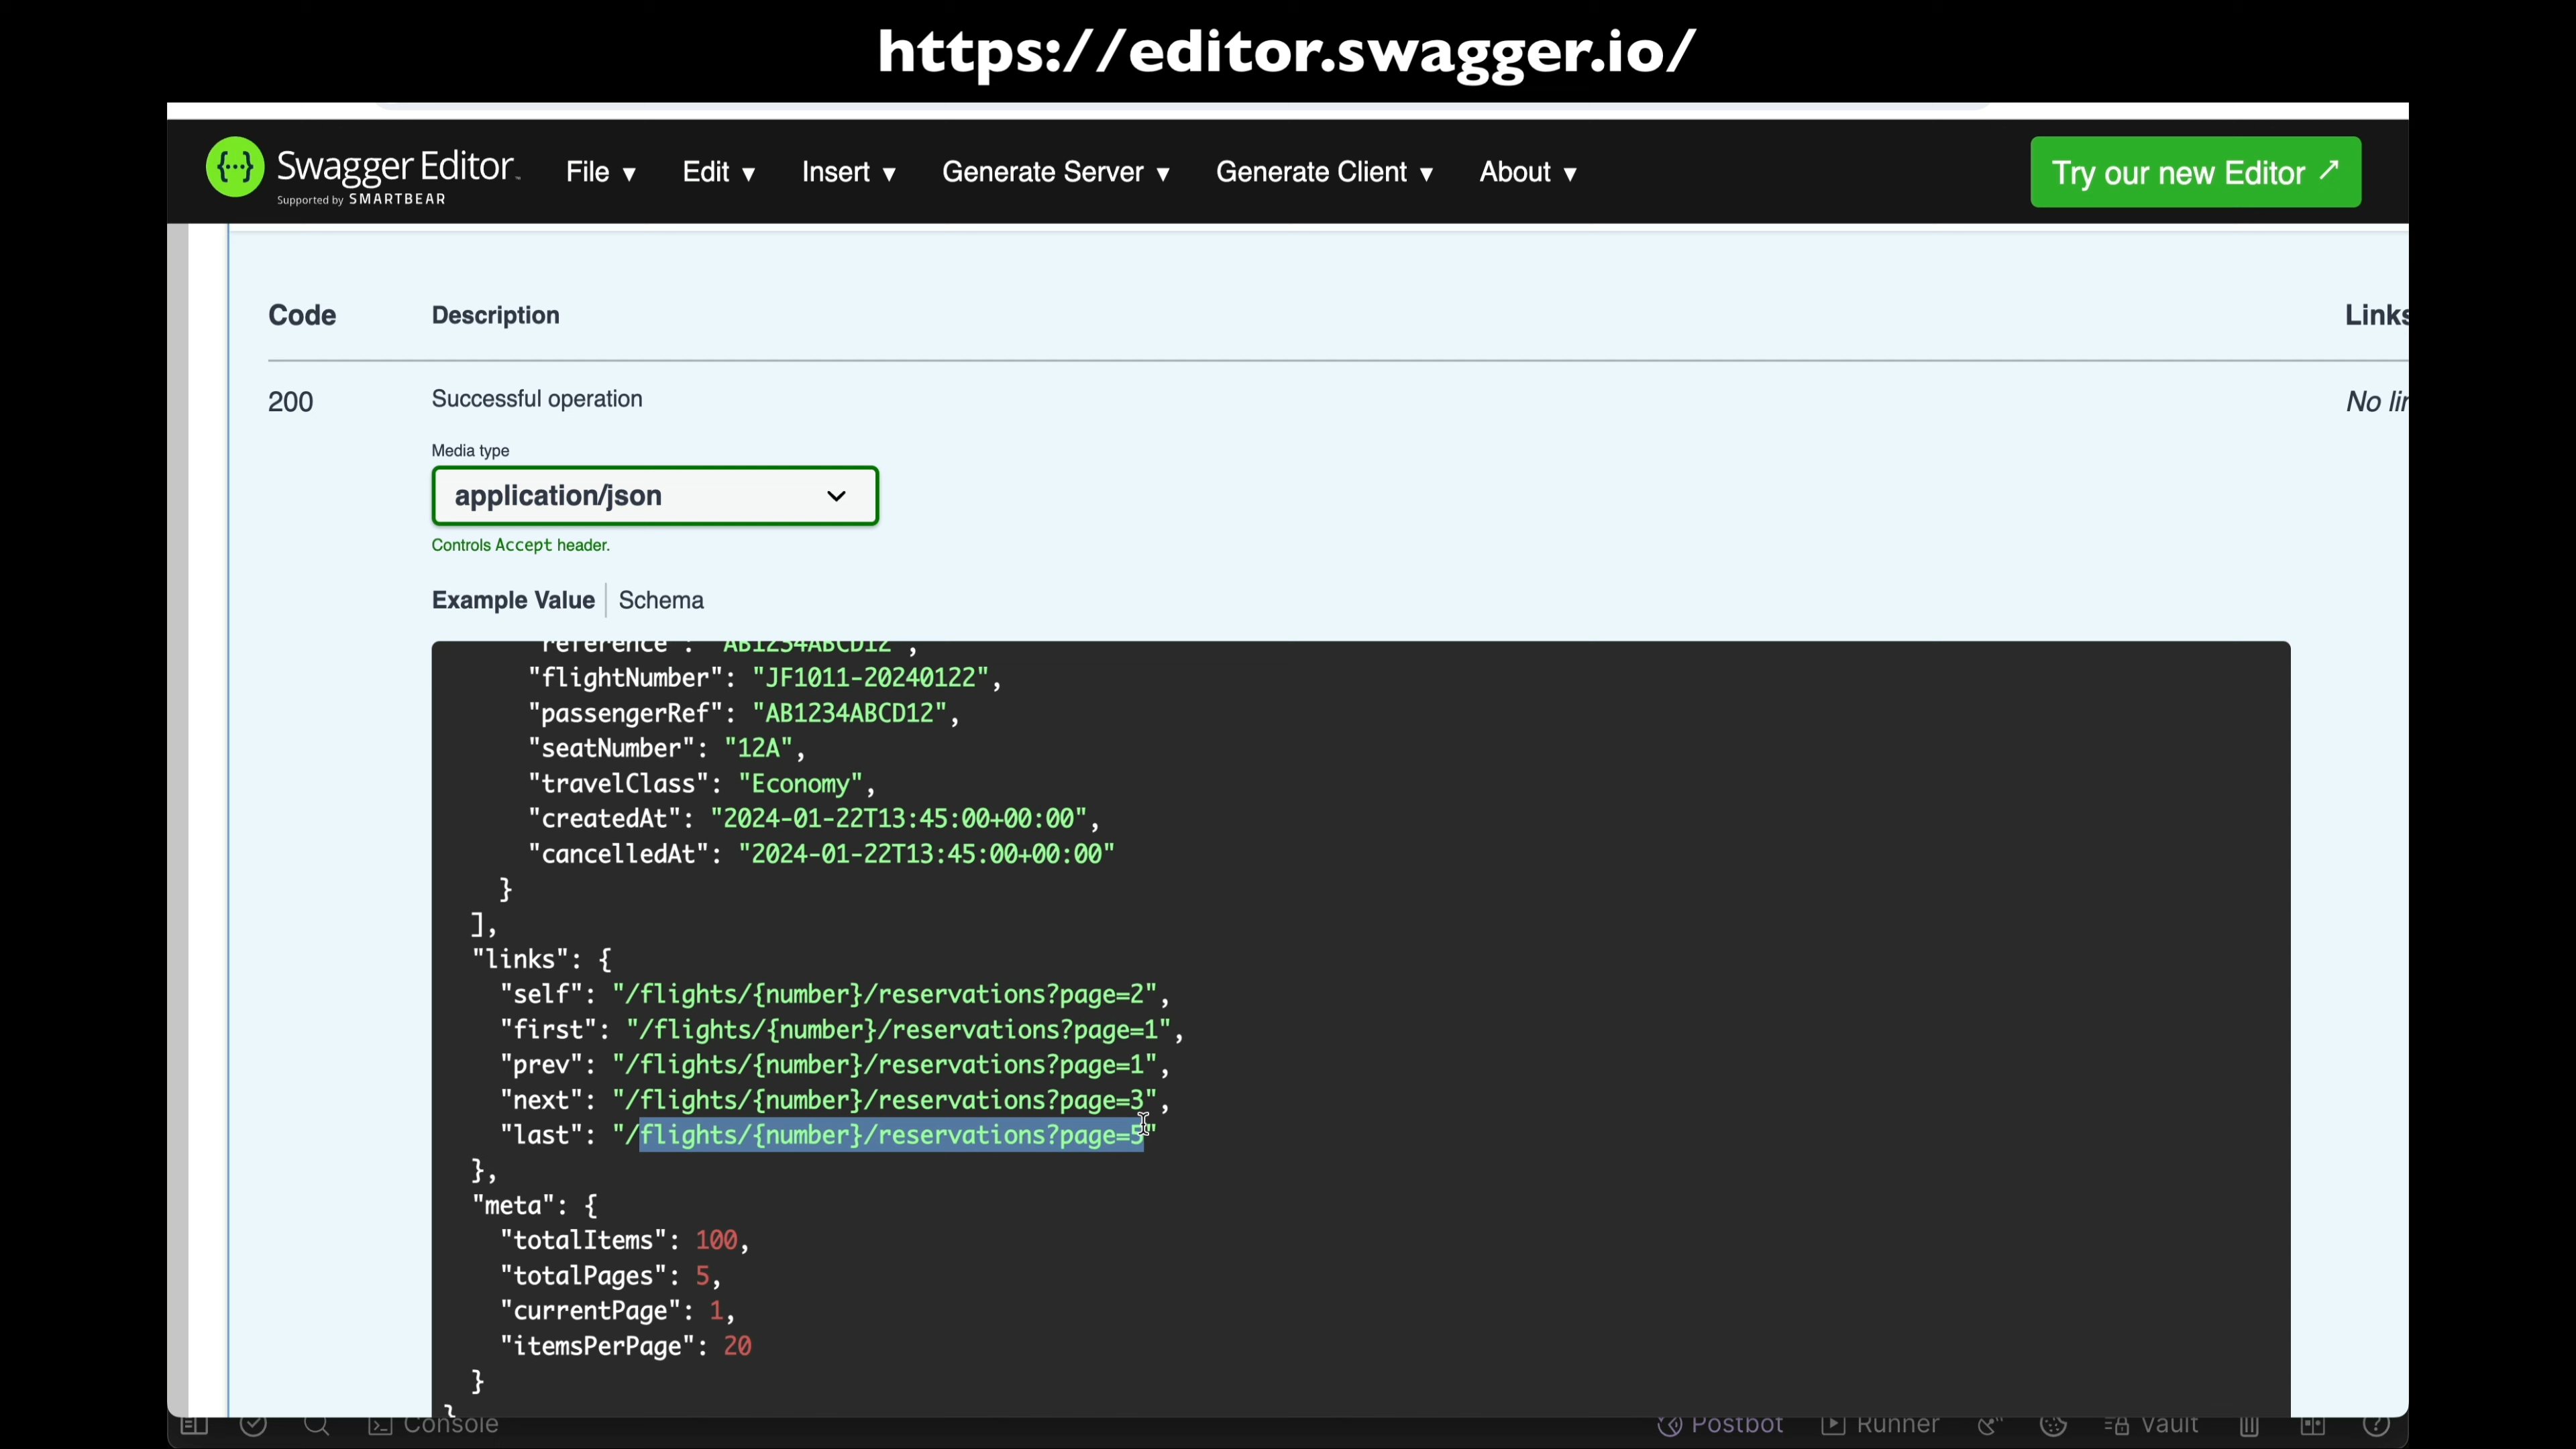 https://editor.swagger.io/
Swagger Editor
Supported by SMARTBEAR
File ▾ Edit ▾ Insert ▾ Generate Server ▾ Generate Client ▾ About ▾
Try our new Editor ↗
Code Description Links
200 Successful operation No
Media type
application/json
Controls Accept header.
Example Value Schema
"reference": "AB1234ABCD12",
"flightNumber": "JF1011-20240122",
"passengerRef": "AB1234ABCD12",
"seatNumber": "12A",
"travelClass": "Economy",
"createdAt": "2024-01-22T13:45:00+00:00",
"cancelledAt": "2024-01-22T13:45:00+00:00"
}
],
"links": {
"self": "/flights/{number}/reservations?page=2",
"first": "/flights/{number}/reservations?page=1",
"prev": "/flights/{number}/reservations?page=1",
"next": "/flights/{number}/reservations?page=3",
"last": "/flights/{number}/reservations?page=5"
},
"meta": {
"totalItems": 100,
"totalPages": 5,
"currentPage": 1,
"itemsPerPage": 20
}
}
Console Postbot Runner Vault